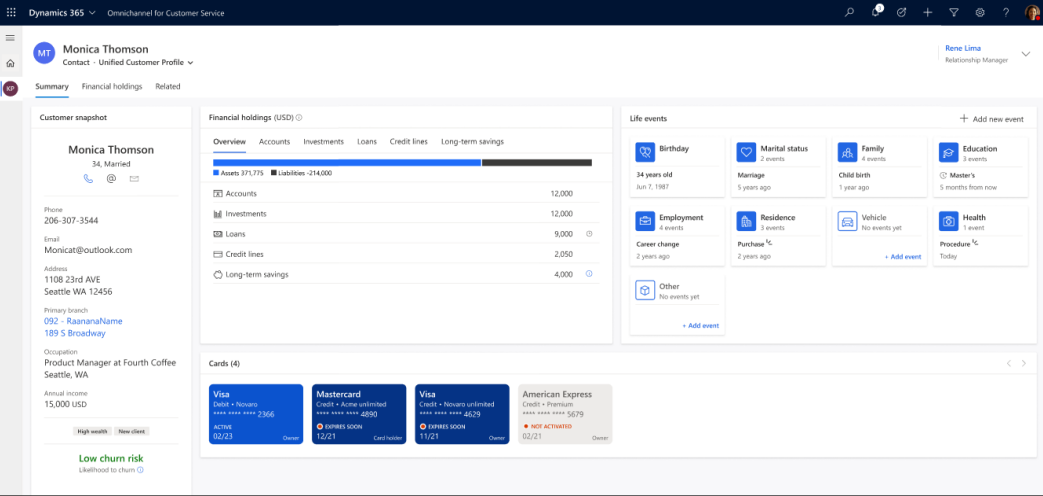 Dynamics 365
Omnichannel for Customer Service
3
MT
Monica Thomson
Contact · Unified Customer Profile
Rene Lima
Relationship Manager
KP
Summary
Financial holdings
Related
Customer snapshot
Monica Thomson
34, Married
Phone
206-307-3544
Email
Monicat@outlook.com
Address
1108 23rd AVE
Seattle WA 12456
Primary branch
092 - RaananaName
189 S Broadway
Occupation
Product Manager at Fourth Coffee
Seattle, WA
Annual income
15,000 USD
High wealth
New client
Low churn risk
Likelihood to churn
Financial holdings (USD)
Overview
Accounts
Investments
Loans
Credit lines
Long-term savings
Assets 371,775
Liabilities -214,000
Accounts 12,000
Investments 12,000
Loans 9,000
Credit lines 2,050
Long-term savings 4,000
Life events
Add new event
Birthday
34 years old
Jun 7, 1987
Marital status
2 events
Marriage
5 years ago
Family
4 events
Child birth
1 year ago
Education
3 events
Master's
5 months from now
Employment
4 events
Career change
2 years ago
Residence
3 events
Purchase
2 years ago
Vehicle
No events yet
+ Add event
Health
1 event
Procedure
Today
Other
No events yet
+ Add event
Cards (4)
Visa
Debit • Novaro
**** **** **** 2366
ACTIVE
02/23
Owner
Mastercard
Credit • Acme unlimited
**** **** **** 4890
EXPIRES SOON
12/21
Card holder
Visa
Credit • Novaro unlimited
**** **** **** 4629
EXPIRES SOON
11/21
Owner
American Express
Credit • Premium
**** **** **** 5679
NOT ACTIVATED
02/21
Owner